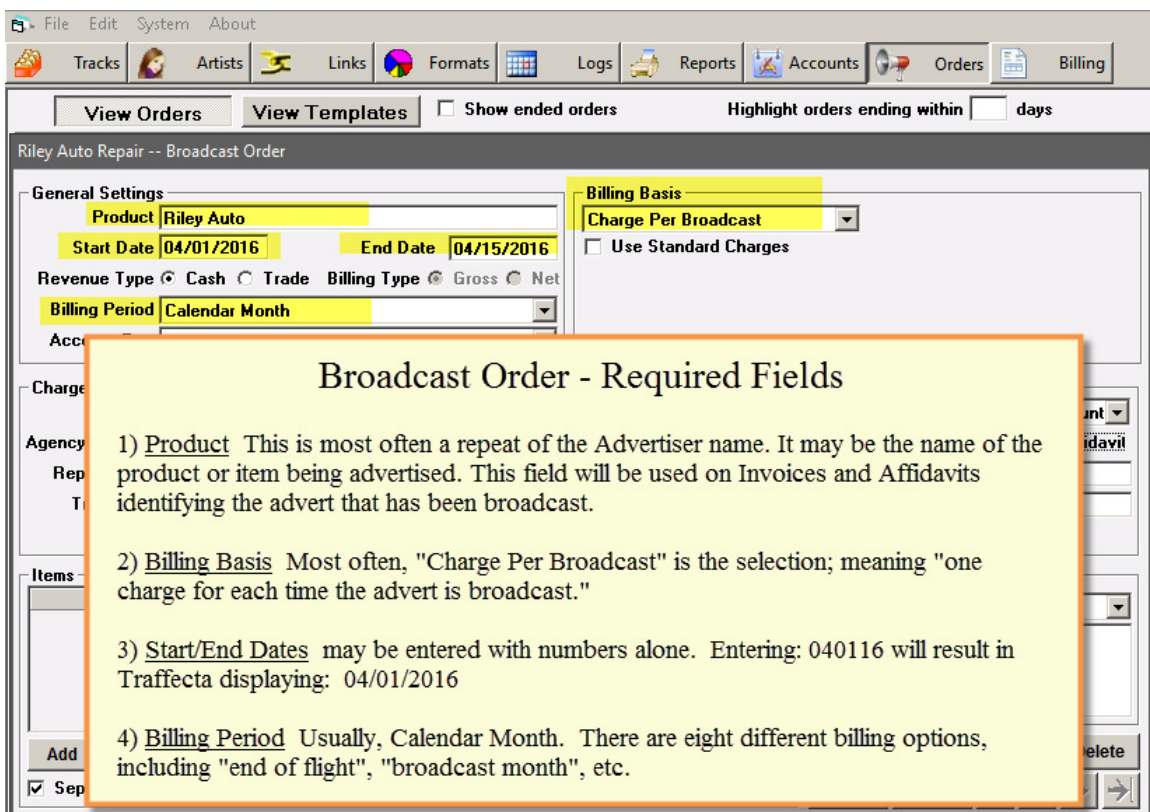 File Edit System About
Tracks Artists Links Formats Logs Reports Accounts Orders Billing
View Orders View Templates Show ended orders Highlight orders ending within days
Riley Auto Repair -- Broadcast Order
General Settings
Product Riley Auto
Start Date 04/01/2016 End Date 04/15/2016
Revenue Type Cash Trade Billing Type Gross Net
Billing Period Calendar Month
Billing Basis
Charge Per Broadcast
Use Standard Charges
Broadcast Order - Required Fields
1) Product This is most often a repeat of the Advertiser name. It may be the name of the
product or item being advertised. This field will be used on Invoices and Affidavits
identifying the advert that has been broadcast.
2) Billing Basis Most often, "Charge Per Broadcast" is the selection; meaning "one
charge for each time the advert is broadcast."
3) Start/End Dates may be entered with numbers alone. Entering: 040116 will result in
Traffecta displaying: 04/01/2016
4) Billing Period Usually, Calendar Month. There are eight different billing options,
including "end of flight", "broadcast month", etc.
Charge
Agency
Rep
Items
Add
Sep